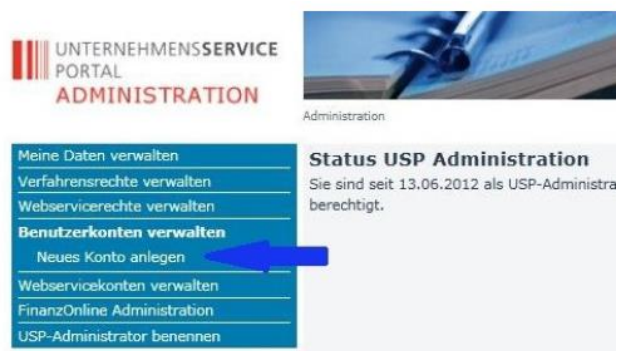 UNTERNEHMENSSERVICE
PORTAL
ADMINISTRATION
Administration
Meine Daten verwalten
Verfahrensrechte verwalten
Webservicerechte verwalten
Benutzerkonten verwalten
Neues Konto anlegen
Webservicekonten verwalten
FinanzOnline Administration
USP-Administrator benennen
Status USP Administration
Sie sind seit 13.06.2012 als USP-Administra
berechtigt.